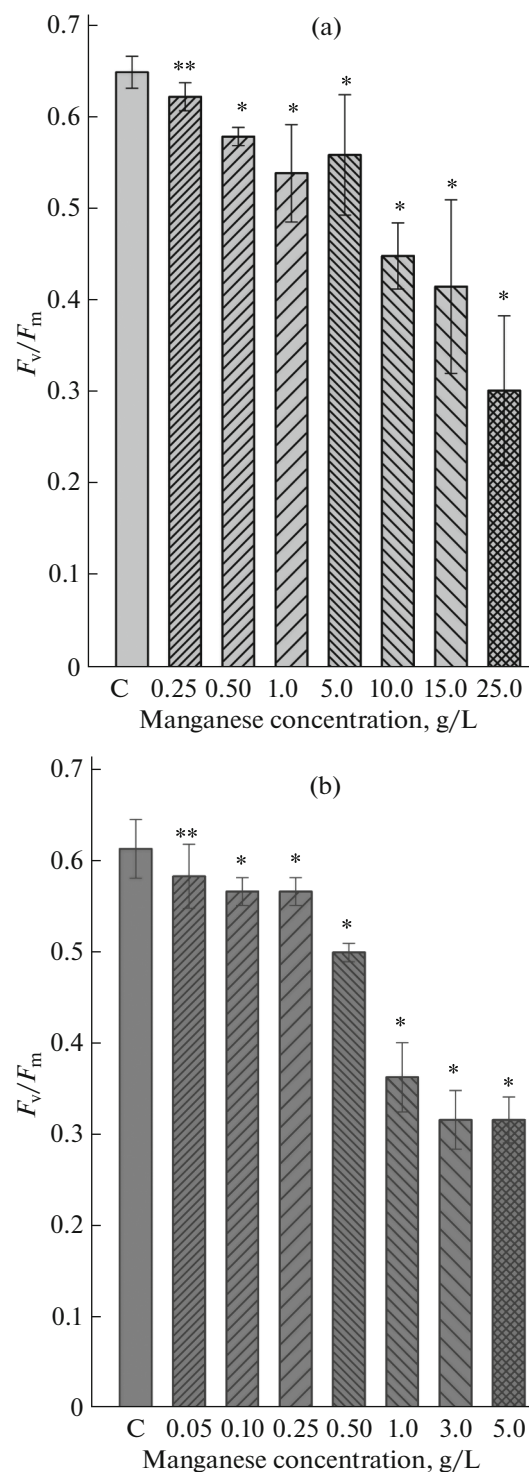 (a)
0.7
0.6
0.5
0.4
0.3
0.2
0.1
0
Fv/Fm
** * * * * * *
C 0.25 0.50 1.0 5.0 10.0 15.0 25.0
Manganese concentration, g/L
(b)
0.7
0.6
0.5
0.4
0.3
0.2
0.1
0
Fv/Fm
** * * * * * *
C 0.05 0.10 0.25 0.50 1.0 3.0 5.0
Manganese concentration, g/L